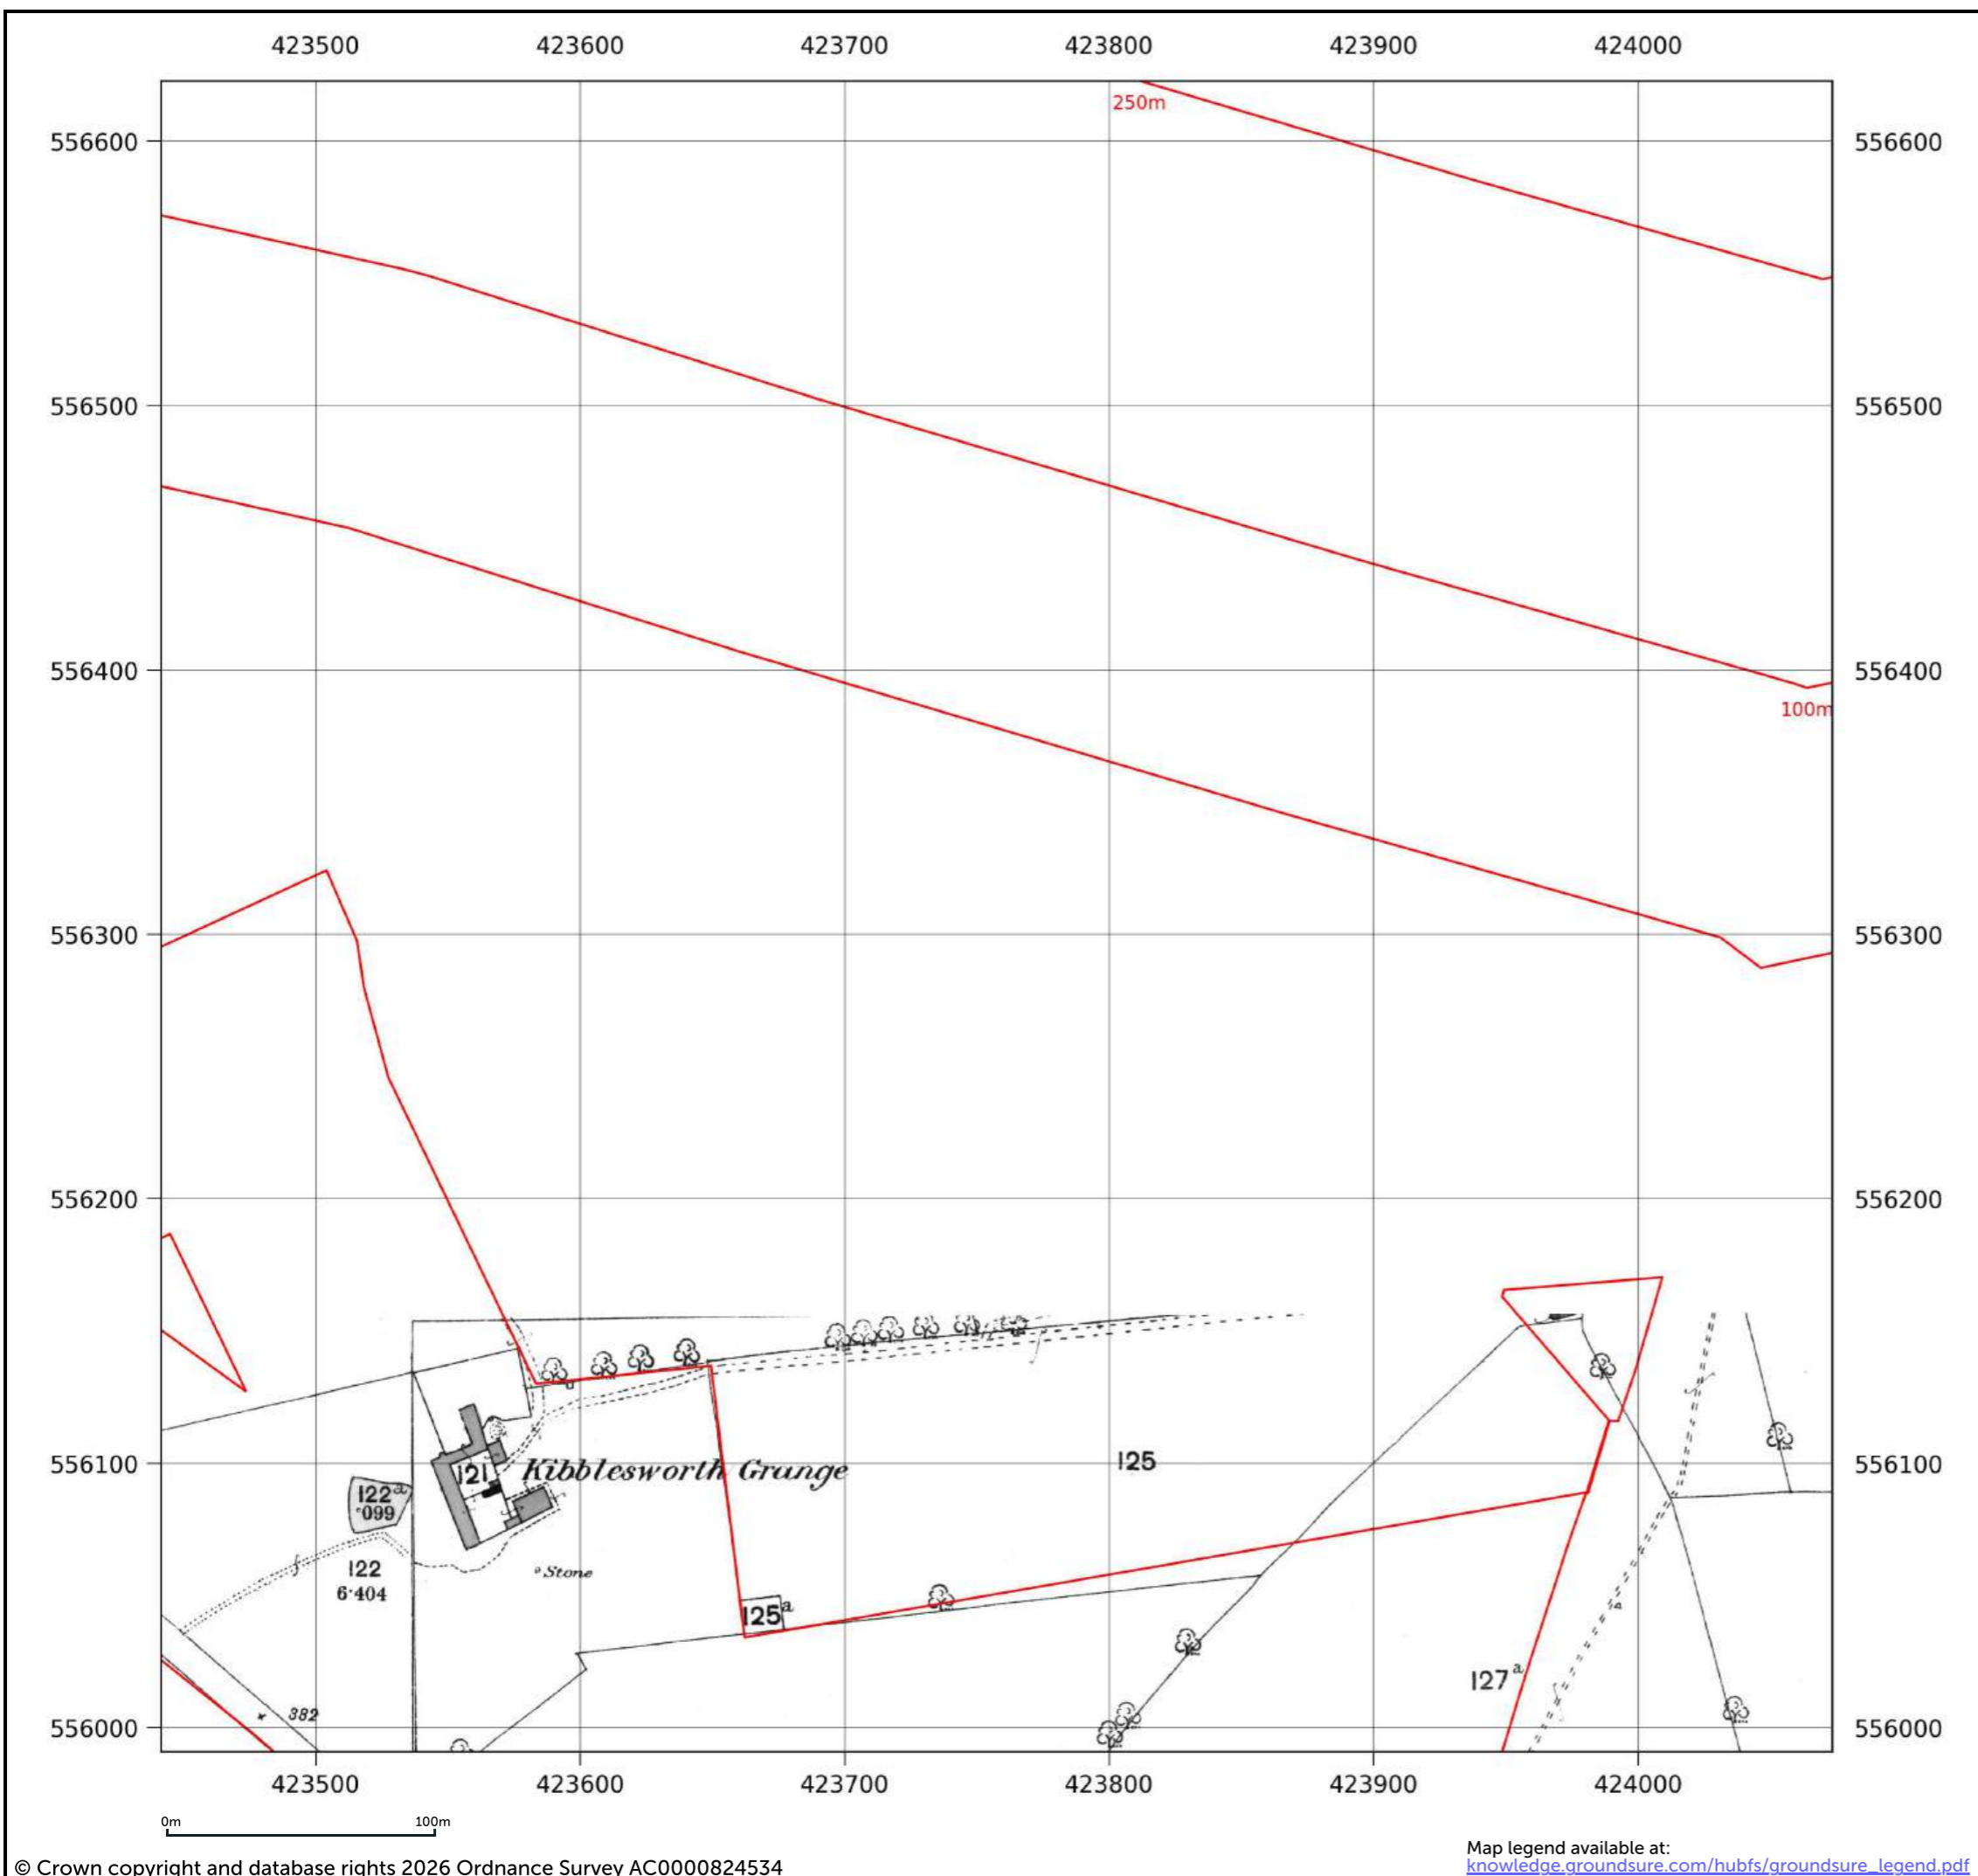 423500 423600 423700 423800 423900 424000
250m
556600 556600
556500 556500
556400 556400
100m
556300 556300
556200 556200
556100 556100
125
121 Kibblesworth Grange
122a
·099
122
6·404
Stone
125a
127a
382
556000 556000
423500 423600 423700 423800 423900 424000
0m 100m
Map legend available at:
knowledge.groundsure.com/hubfs/groundsure_legend.pdf
© Crown copyright and database rights 2026 Ordnance Survey AC0000824534